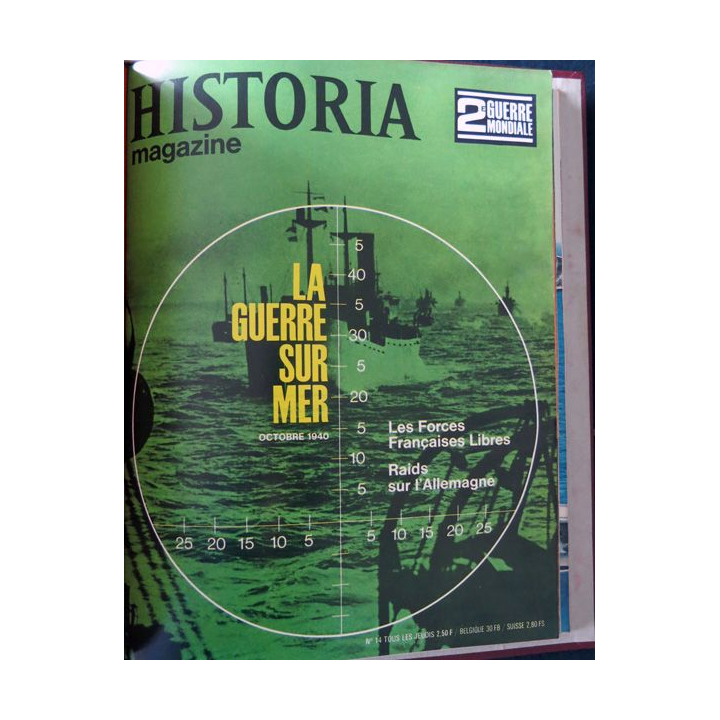 HISTORIA
magazine
2e GUERRE
MONDIALE
LA
GUERRE
SUR
MER
OCTOBRE 1940
5
40
5
30
5
20
5
10
5
Les Forces
Françaises Libres
Raids
sur l'Allemagne
25 20 15 10 5 5 10 15 20 25
N° 14 TOUS LES JEUDIS 2.50 F / BELGIQUE 30 FB / SUISSE 2,80 FS